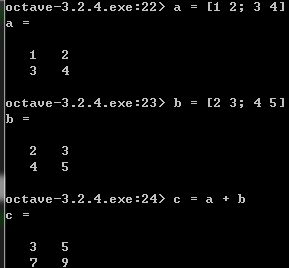 octave-3.2.4.exe:22> a = [1 2; 3 4]
a =
1 2
3 4
octave-3.2.4.exe:23> b = [2 3; 4 5]
b =
2 3
4 5
octave-3.2.4.exe:24> c = a + b
c =
3 5
7 9